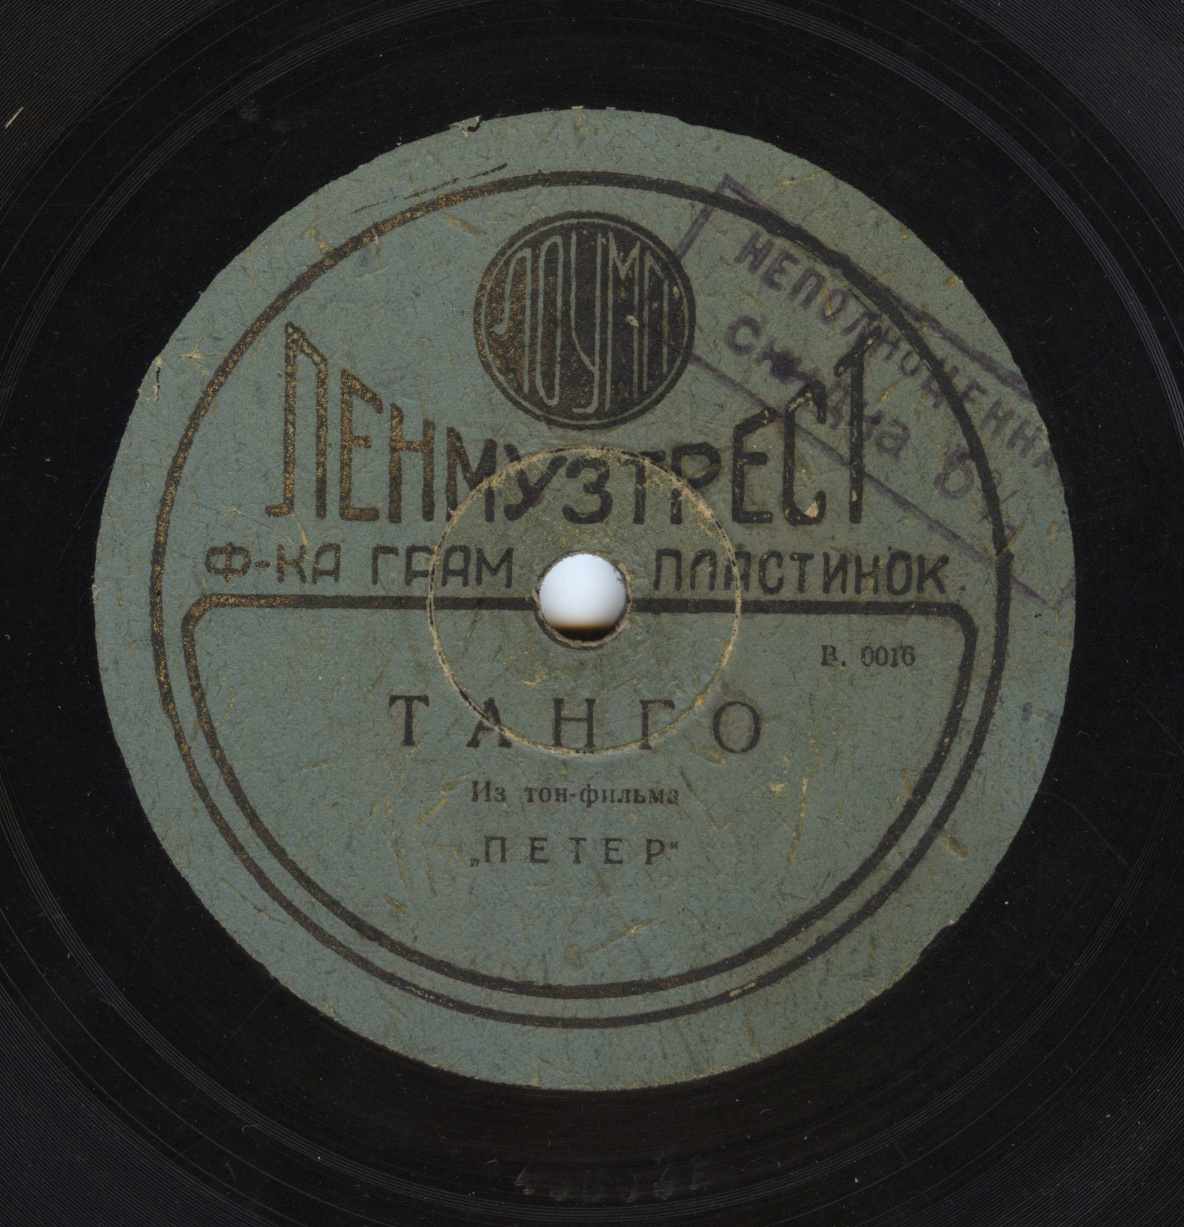 ЛОУМП
ЛЕНМУЗТРЕСТ
Ф-КА ГРАМ ПЛАСТИНОК.
В. 0016
ТАНГО
Из тон-фильма
„ПЕТЕР“